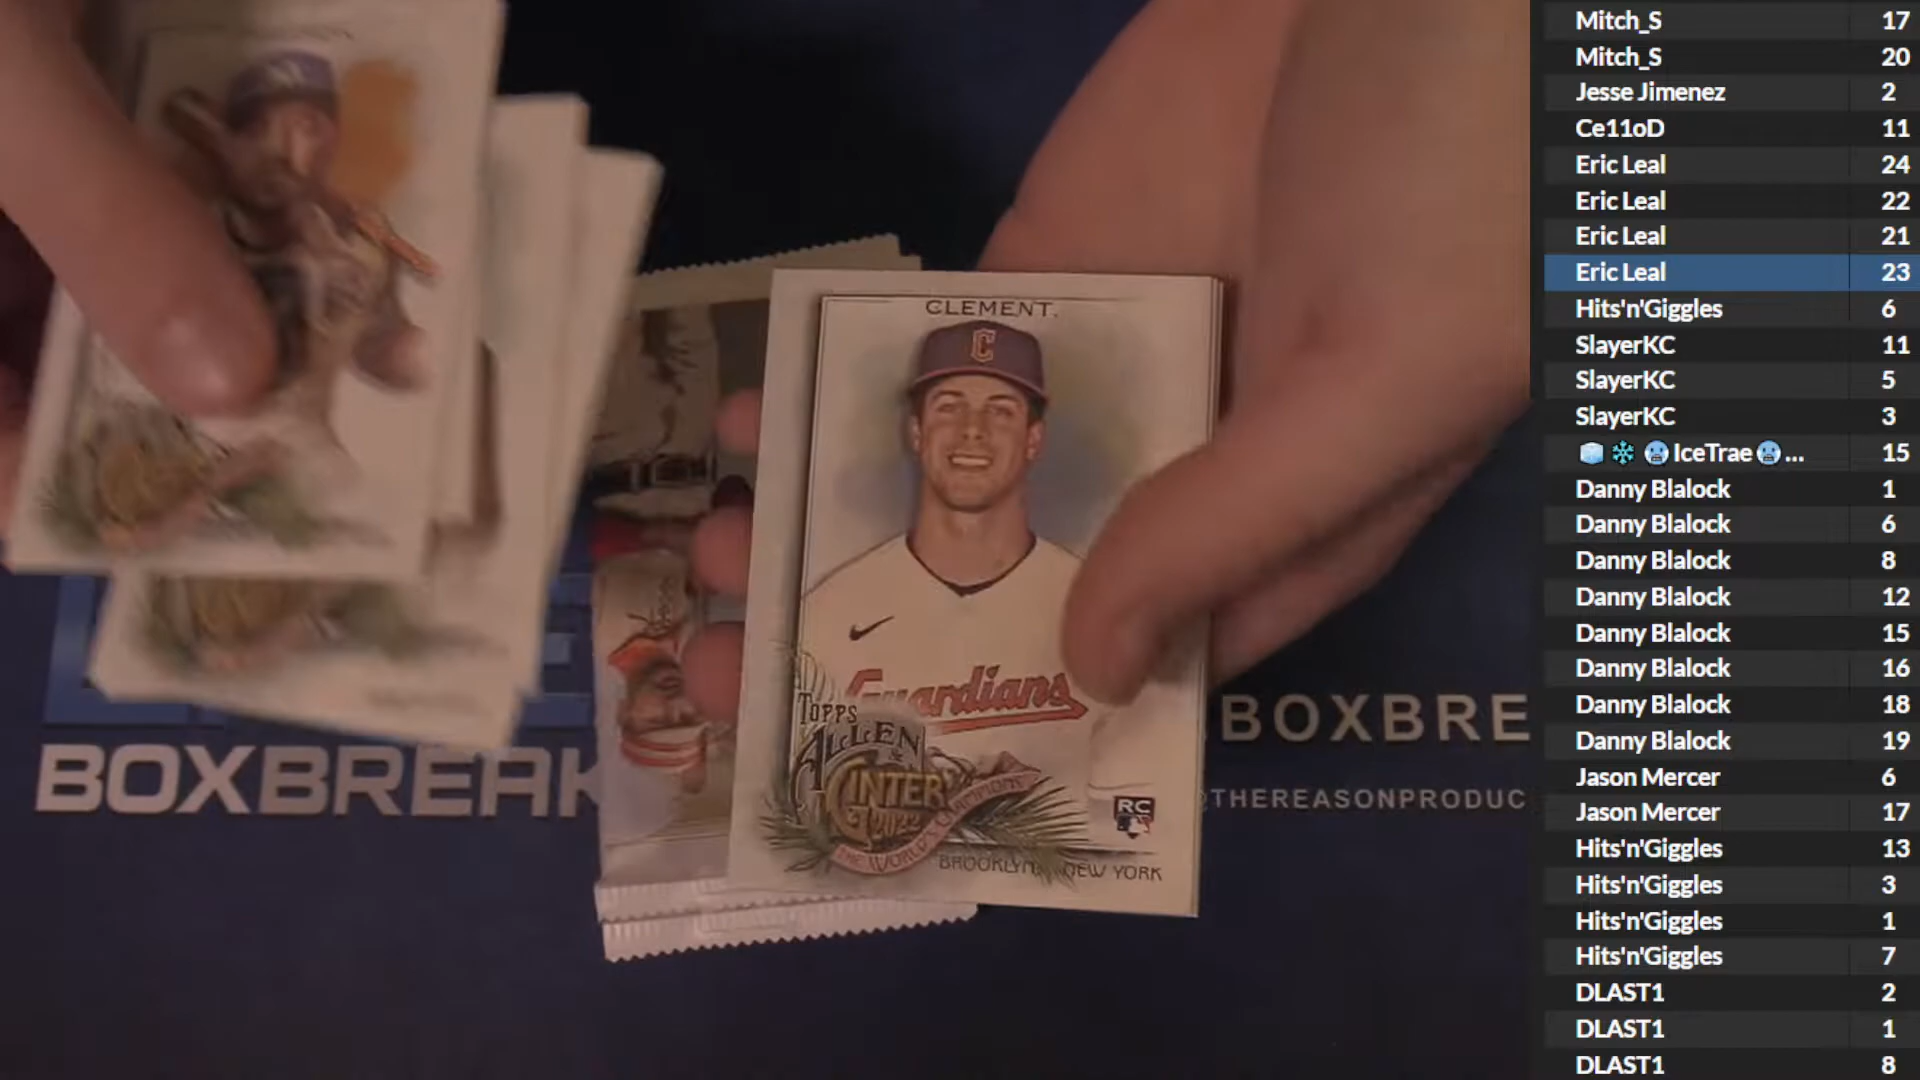 CLEMENT.
C
Guardians
TOPPS
ALLEN
GINTER
2022
THE WORLD'S CHAMPIONS
RC
BROOKLYN, NEW YORK
BOXBREAK
BOXBRE
THEREASONPRODUC
Mitch_S 17
Mitch_S 20
Jesse Jimenez 2
Ce11oD 11
Eric Leal 24
Eric Leal 22
Eric Leal 21
Eric Leal 23
Hits'n'Giggles 6
SlayerKC 11
SlayerKC 5
SlayerKC 3
🧊 ❄️ 🥶 IceTrae 🥶 ... 15
Danny Blalock 1
Danny Blalock 6
Danny Blalock 8
Danny Blalock 12
Danny Blalock 15
Danny Blalock 16
Danny Blalock 18
Danny Blalock 19
Jason Mercer 6
Jason Mercer 17
Hits'n'Giggles 13
Hits'n'Giggles 3
Hits'n'Giggles 1
Hits'n'Giggles 7
DLAST1 2
DLAST1 1
DLAST1 8